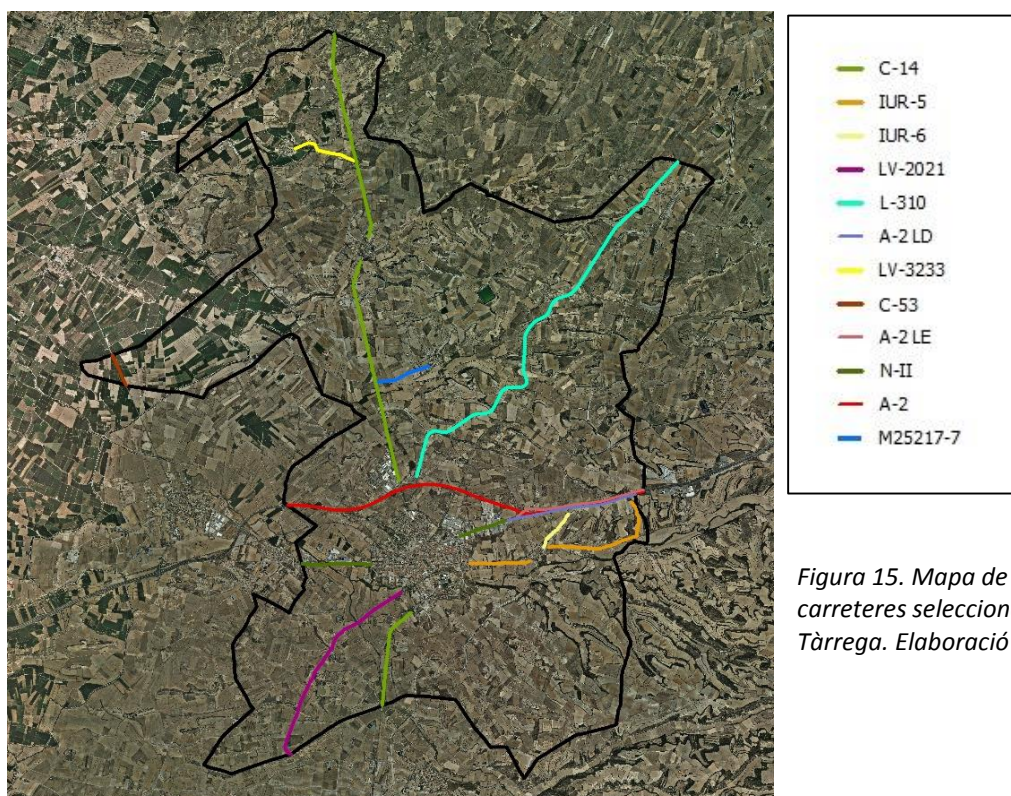 C-14
IUR-5
IUR-6
LV-2021
L-310
A-2 LD
LV-3233
C-53
A-2 LE
N-II
A-2
M25217-7
Figura 15. Mapa de
carreteres seleccion
Tàrrega. Elaboració